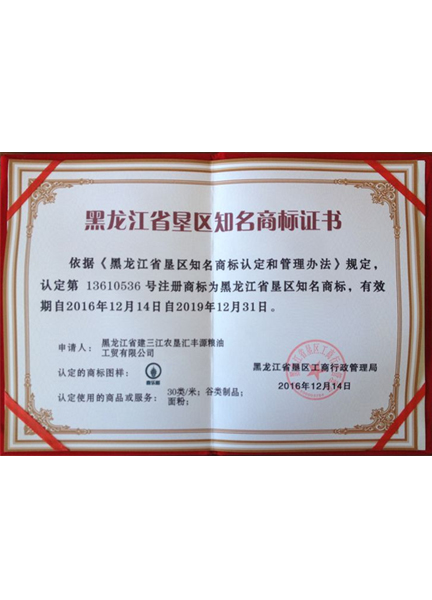 黑龙江省垦区知名商标证书
依据《黑龙江省垦区知名商标认定和管理办法》规定，
认定第 13610536 号注册商标为黑龙江省垦区知名商标，有效
期自2016年12月14日自2019年12月31日。
申请人： 黑龙江省建三江农垦汇丰源粮油
工贸有限公司
认定的商标图样：
认定使用的商品或服务： 30类/米；谷类制品；
面粉；
黑龙江省垦区工商行政管理局
2016年12月14日